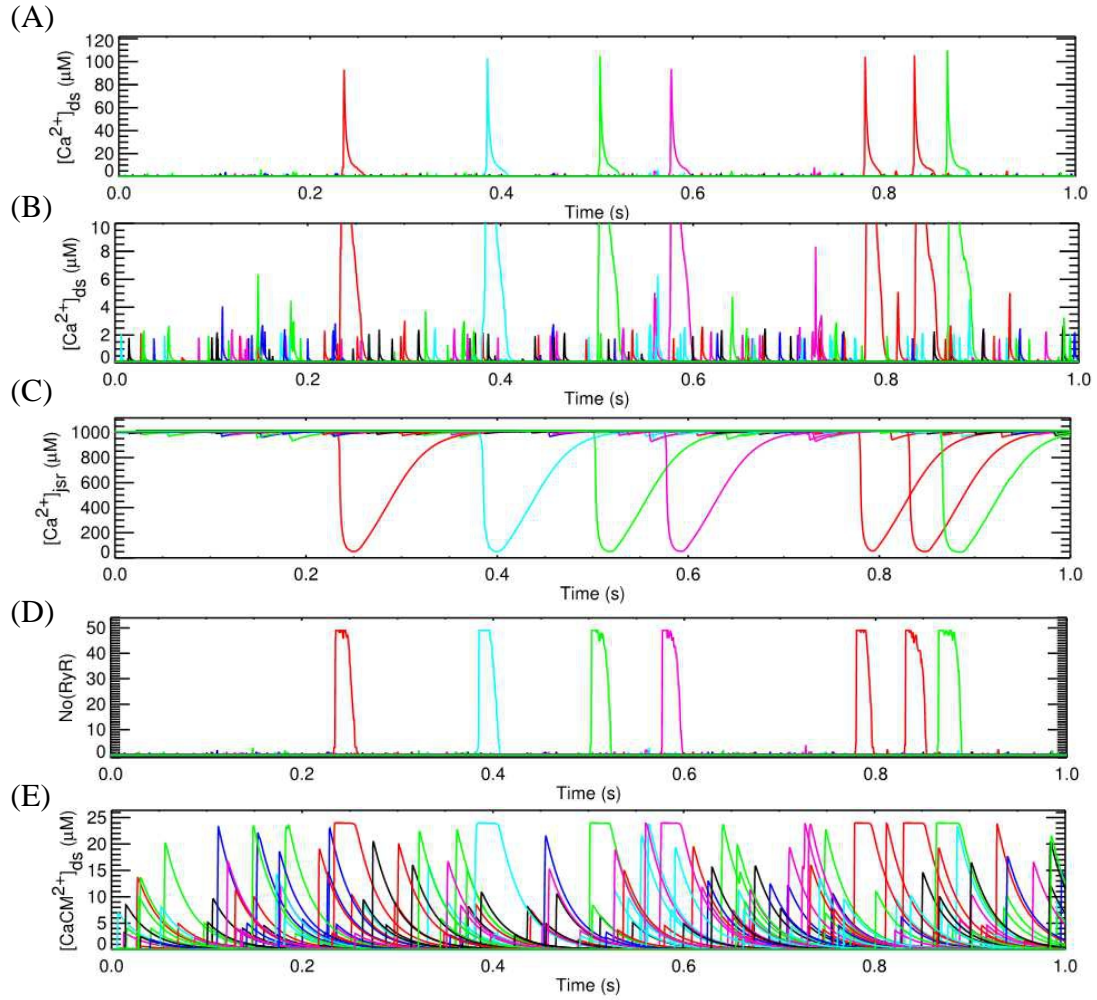 (A)
[Ca²⁺]ds (µM)
120
100
80
60
40
20
0
0.0 0.2 0.4 0.6 0.8 1.0
Time (s)
(B)
[Ca²⁺]ds (µM)
10
8
6
4
2
0
0.0 0.2 0.4 0.6 0.8 1.0
Time (s)
(C)
[Ca²⁺]jsr (µM)
1000
800
600
400
200
0
0.0 0.2 0.4 0.6 0.8 1.0
Time (s)
(D)
No(RyR)
50
40
30
20
10
0
0.0 0.2 0.4 0.6 0.8 1.0
Time (s)
(E)
[CaCM²⁺]ds (µM)
25
20
15
10
5
0
0.0 0.2 0.4 0.6 0.8 1.0
Time (s)